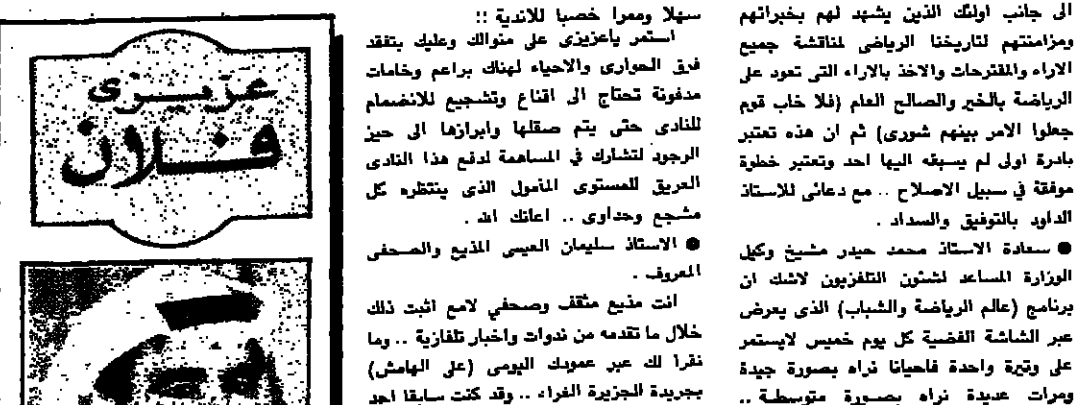 الى جانب اولئك الذين يشهد لهم بخبراتهم
ومزامنتهم لتاريخنا الرياضى لمناقشة جميع
الاراء والمقترحات والاخذ بالاراء التى تعود على
الرياضة بالخير والصالح العام (فلا خاب قوم
جعلوا الامر بينهم شورى) ثم ان هذه تعتبر
بادرة اولى لم يسبقه اليها احد وتعتبر خطوة
موفقة في سبيل الاصلاح .. مع دعائى للاستاذ
الداود بالتوفيق والسداد .
● سعادة الاستاذ محمد حيدر مشيخ وكيل
الوزارة المساعد لشئون التلفزيون لاشك ان
برنامج (عالم الرياضة والشباب) الذى يعرض
عبر الشاشة الفضية كل يوم خميس لايستمر
على وتيرة واحدة فاحيانا نراه بصورة جيدة
ومرات عديدة نراه بصورة متوسطة ..
سهلا وممرا خصبا للاندية ::
استمر ياعزيزى على منوالك وعليك بتفقد
فرق الحوارى والاحياء لهناك براعم وخامات
مدفونة تحتاج الى اقناع وتشجيع للانضمام
للنادى حتى يتم صقلها وابرازها الى حيز
الوجود لتشارك في المساهمة لدفع هذا النادى
العريق للمستوى المأمول الذى ينتظره كل
مشجع وحداوى .. اعانك الله .
● الاستاذ سليمان العيسى المذيع والصحفى
المعروف .
انت مذيع مثقف وصحفي لامع اثبت ذلك
خلال ما تقدمه من ندوات واخبار تلفازية .. وما
نقرا لك عبر عمودك اليومى (على الهامش)
بجريدة الجزيرة الغراء .. وقد كنت سابقا احد
عزيزى
فلان